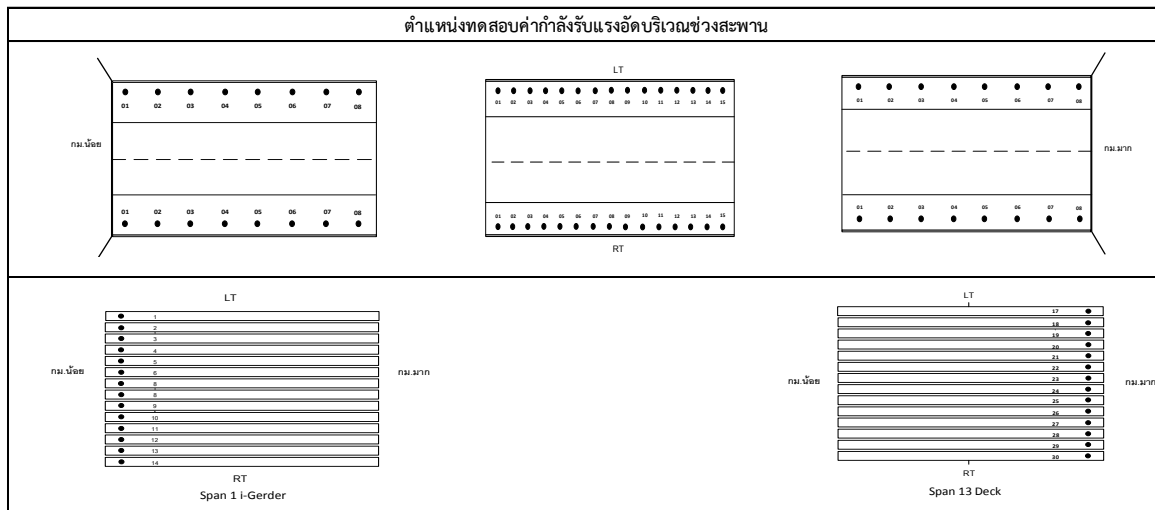 ตำแหน่งทดสอบค่ากำลังรับแรงอัดบริเวณช่วงสะพาน
01 02 03 04 05 06 07 08
กม.น้อย
01 02 03 04 05 06 07 08
LT
01 02 03 04 05 06 07 08 09 10 11 12 13 14 15
01 02 03 04 05 06 07 08 09 10 11 12 13 14 15
RT
01 02 03 04 05 06 07 08
กม.มาก
01 02 03 04 05 06 07 08
LT
1
2
3
4
5
กม.น้อย 6 กม.มาก
8
8
9
10
11
12
13
14
RT
Span 1 i-Gerder
LT
17
18
19
20
21
22
กม.น้อย 23 กม.มาก
24
25
26
27
28
29
30
RT
Span 13 Deck